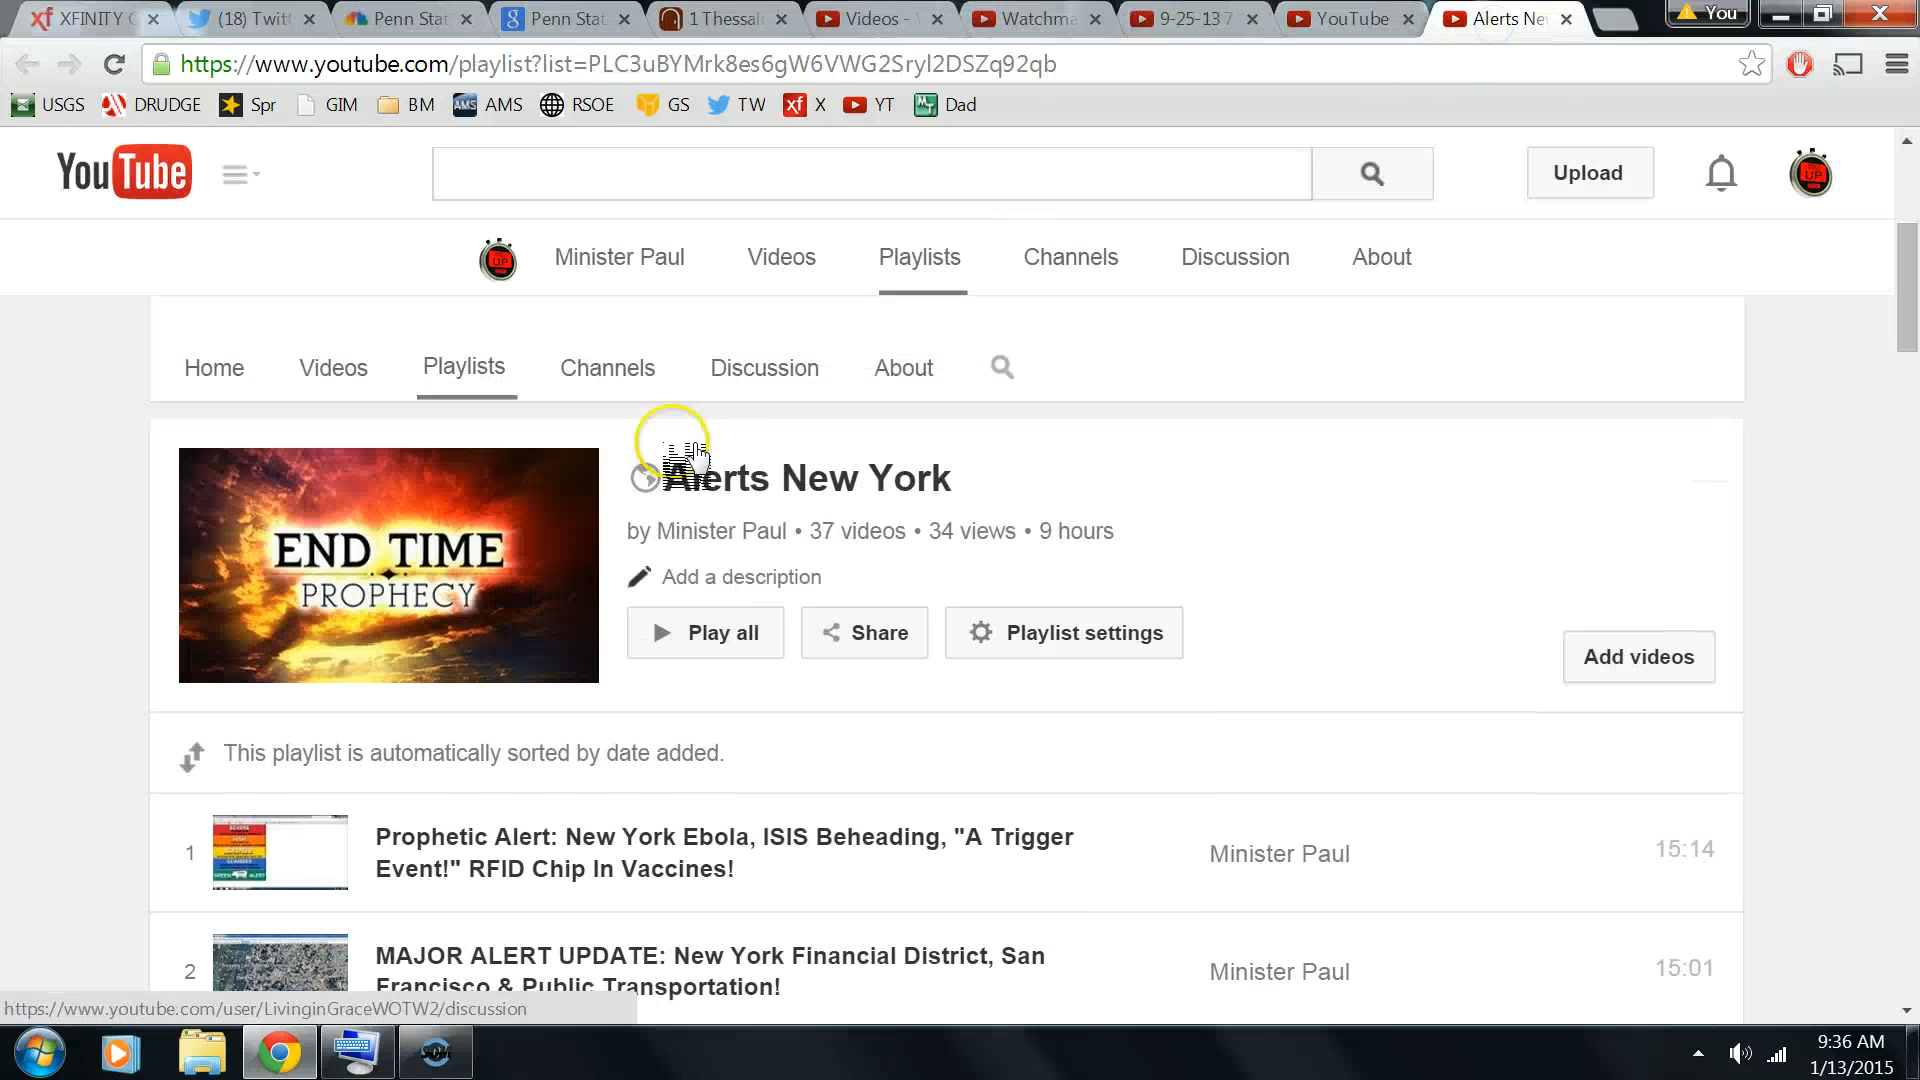 XFINITY C
(18) Twitt
Penn Stat
Penn Stat
1 Thessal
Videos -
Watchma
9-25-13 7
YouTube
Alerts Ne
You
https://www.youtube.com/playlist?list=PLC3uBYMrk8es6gW6VWG2Sryl2DSZq92qb
USGS DRUDGE Spr GIM BM AMS AMS RSOE GS TW xf X YT Dad
YouTube
Upload
UP
UP
Minister Paul Videos Playlists Channels Discussion About
Home Videos Playlists Channels Discussion About
END TIME
PROPHECY
Alerts New York
by Minister Paul • 37 videos • 34 views • 9 hours
Add a description
Play all Share Playlist settings
Add videos
This playlist is automatically sorted by date added.
1
Prophetic Alert: New York Ebola, ISIS Beheading, "A Trigger
Event!" RFID Chip In Vaccines!
Minister Paul
15:14
2
MAJOR ALERT UPDATE: New York Financial District, San
Francisco & Public Transportation!
Minister Paul
15:01
https://www.youtube.com/user/LivinginGraceWOTW2/discussion
9:36 AM
1/13/2015